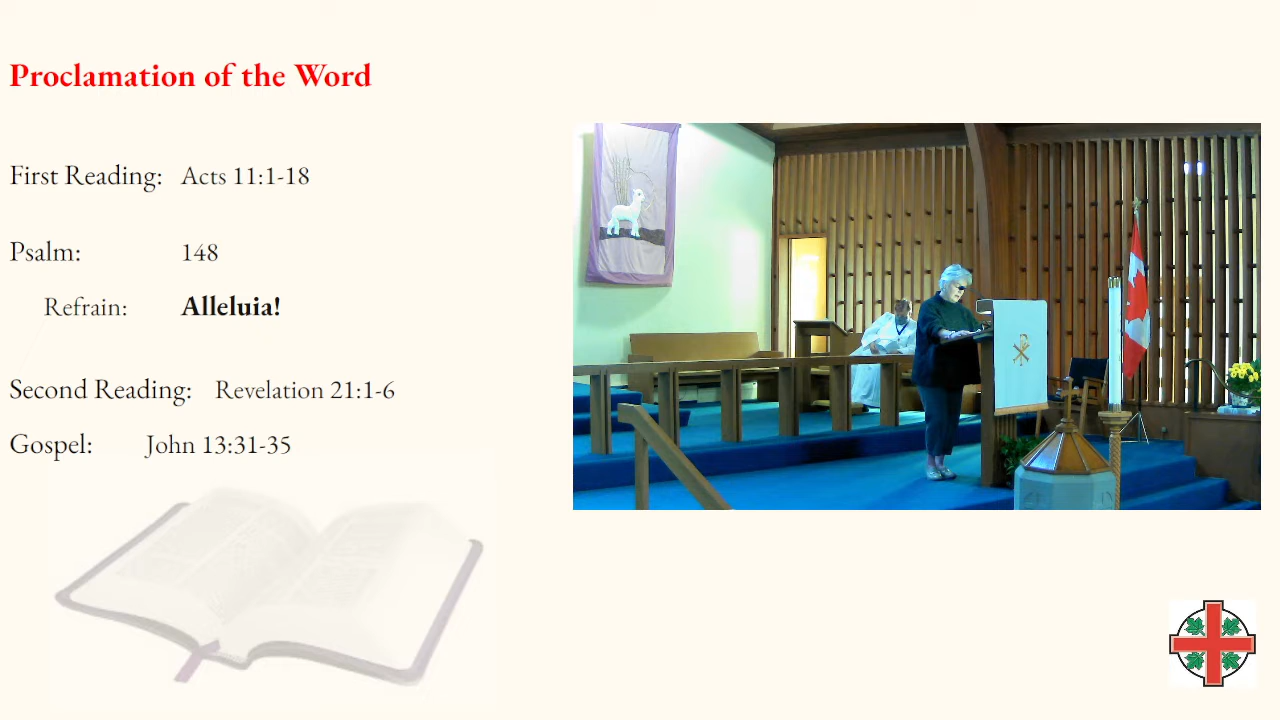 Proclamation of the Word
First Reading: Acts 11:1-18
Psalm: 148
Refrain: Alleluia!
Second Reading: Revelation 21:1-6
Gospel: John 13:31-35